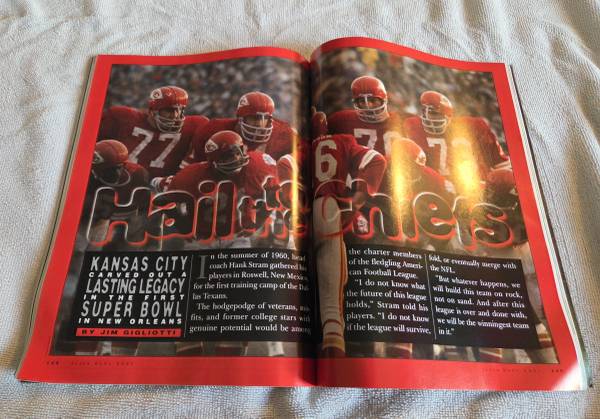 Hail to the Chiefs
KANSAS CITY
CARVED OUT A
LASTING LEGACY
IN THE FIRST
SUPER BOWL
IN NEW ORLEANS
BY JIM GIGLIOTTI
In the summer of 1960, head
coach Hank Stram gathered his
players in Roswell, New Mexico,
for the first training camp of the Dal-
las Texans.
The hodgepodge of veterans, mis-
fits, and former college stars with
genuine potential would be among
the charter members
of the fledgling Ameri-
can Football League.
"I do not know what
the future of this league
holds," Stram told his
players. "I do not know
if the league will survive,
fold, or eventually merge with
the NFL.
"But whatever happens, we
will build this team on rock,
not on sand. And after this
league is over and done with,
we will be the winningest team
in it."
77
6